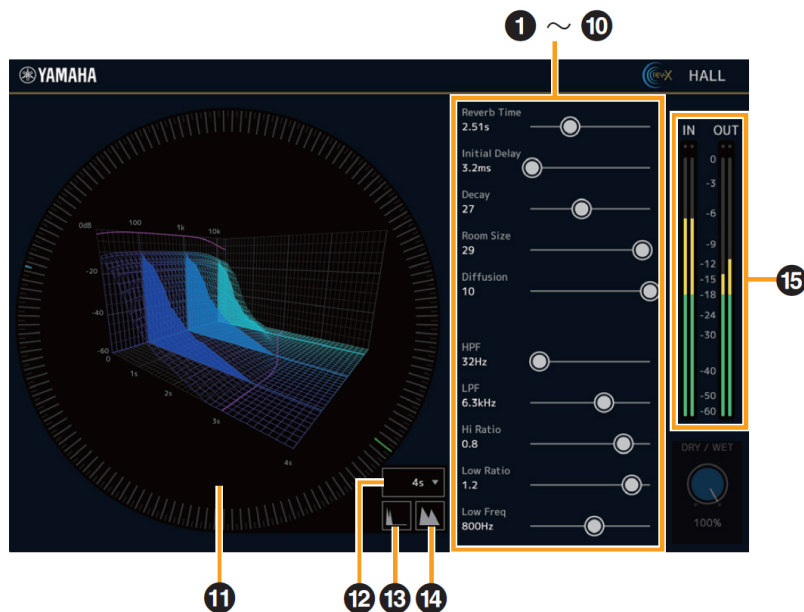 1 ～ 10
YAMAHA
REV-X HALL
0dB
100
1k
10k
-20
-40
-60
0
1s
2s
3s
4s
4s
Reverb Time
2.51s
Initial Delay
3.2ms
Decay
27
Room Size
29
Diffusion
10
HPF
32Hz
LPF
6.3kHz
Hi Ratio
0.8
Low Ratio
1.2
Low Freq
800Hz
IN OUT
0
-3
-6
-9
-12
-15
-18
-24
-30
-40
-50
-60
15
DRY / WET
100%
11
12
13
14